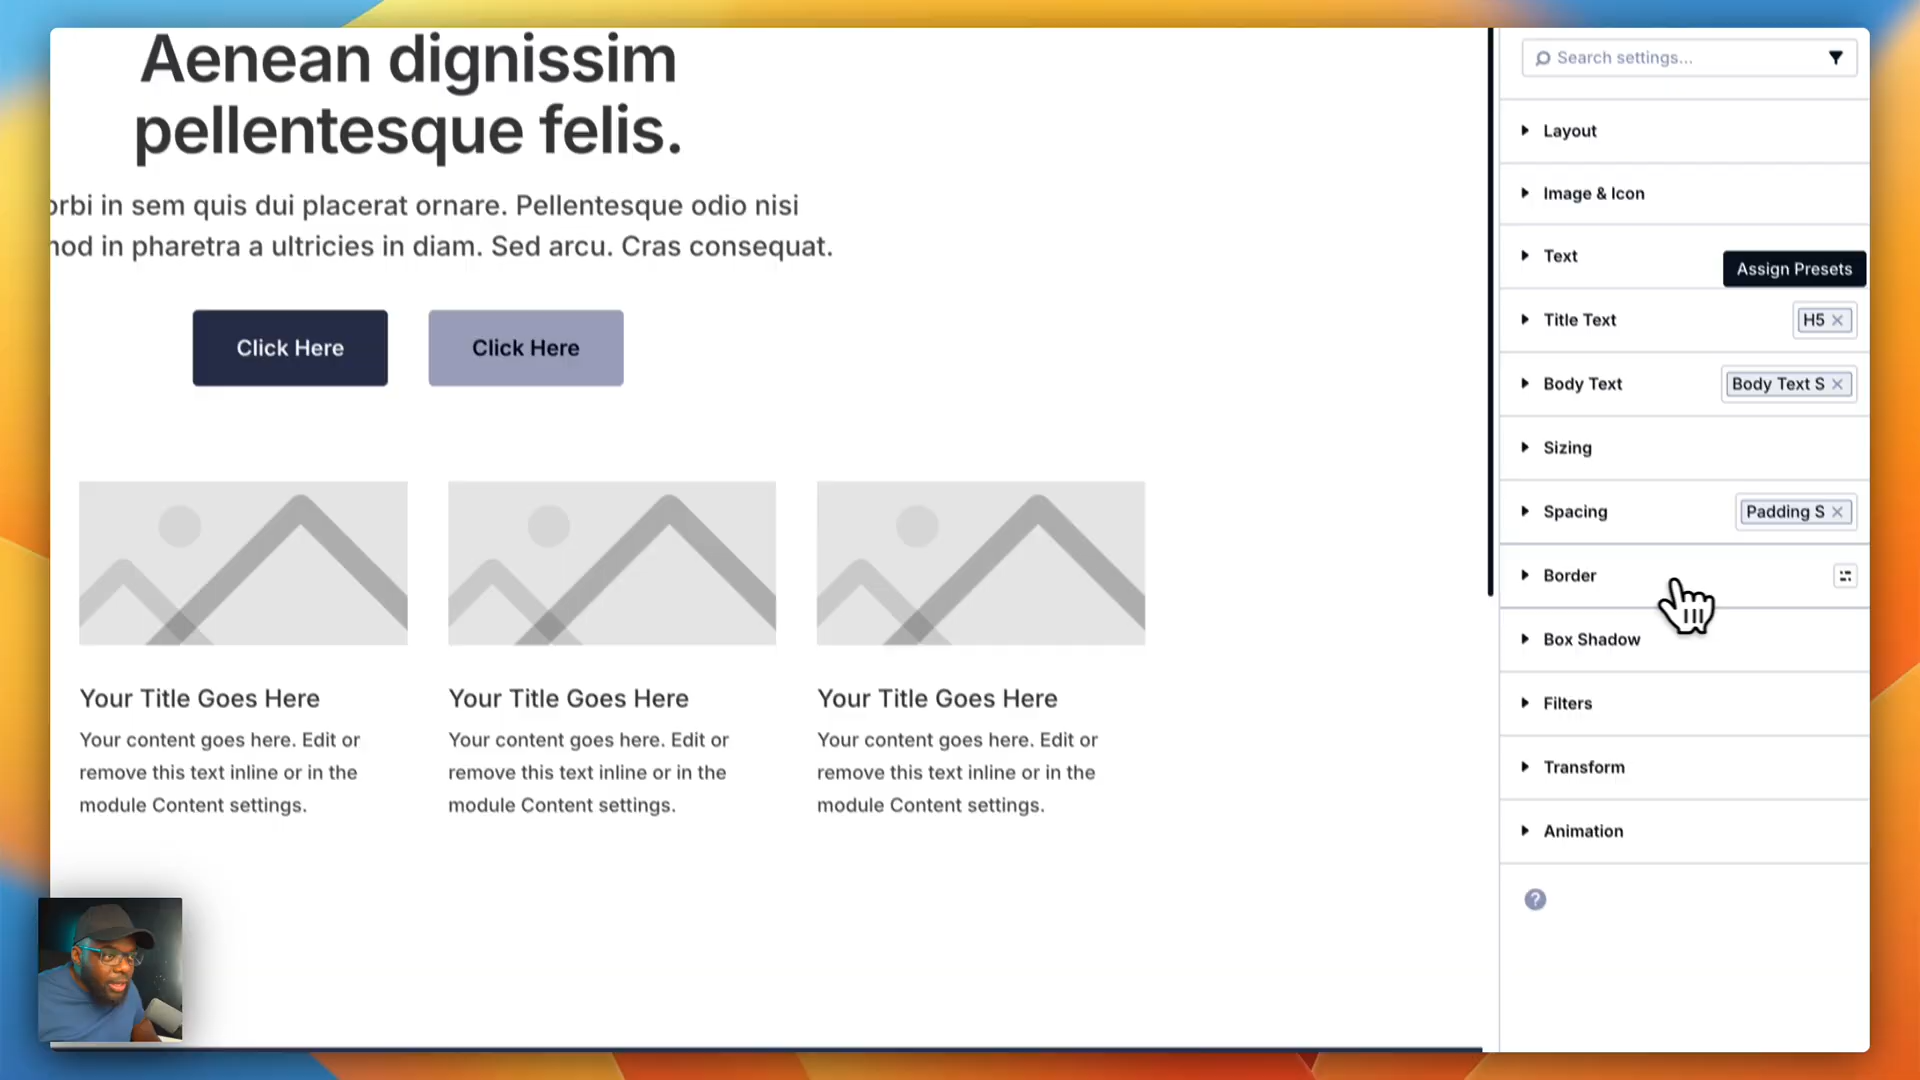 Aenean dignissim
pellentesque felis.
orbi in sem quis dui placerat ornare. Pellentesque odio nisi
nod in pharetra a ultricies in diam. Sed arcu. Cras consequat.
Click Here
Click Here
Your Title Goes Here
Your content goes here. Edit or
remove this text inline or in the
module Content settings.
Your Title Goes Here
Your content goes here. Edit or
remove this text inline or in the
module Content settings.
Your Title Goes Here
Your content goes here. Edit or
remove this text inline or in the
module Content settings.
Search settings...
Layout
Image & Icon
Text
Assign Presets
Title Text
H5
Body Text
Body Text S
Sizing
Spacing
Padding S
Border
Box Shadow
Filters
Transform
Animation
?